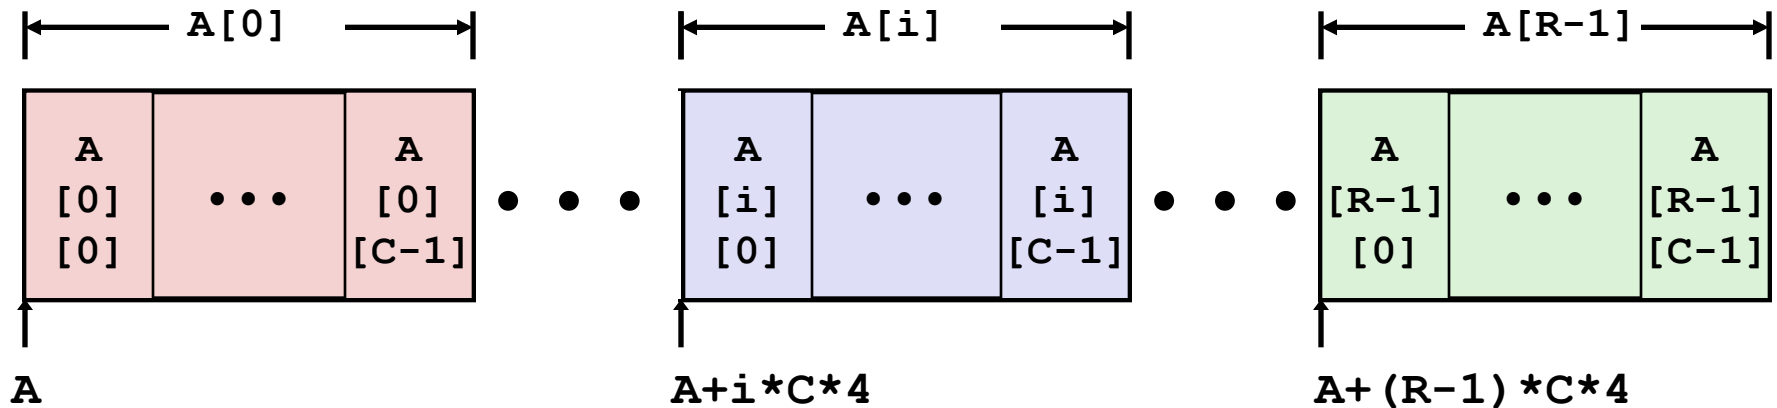 A[0] A[i] A[R-1]
A A A A A A
[0] ••• [0] • • • [i] ••• [i] • • • [R-1] ••• [R-1]
[0] [C-1] [0] [C-1] [0] [C-1]
A A+i*C*4 A+(R-1)*C*4